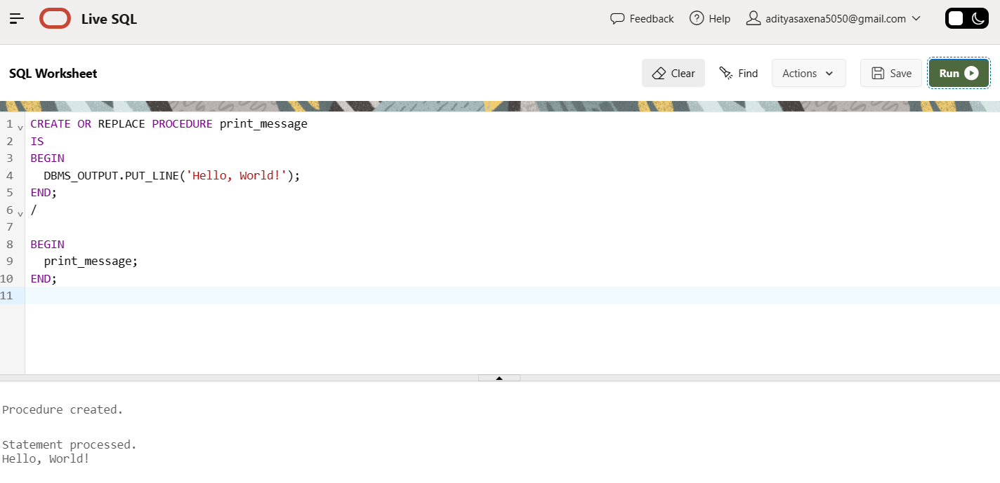 Live SQL
Feedback
Help
adityasaxena5050@gmail.com
SQL Worksheet
Clear
Find
Actions
Save
Run
1 CREATE OR REPLACE PROCEDURE print_message
2 IS
3 BEGIN
4   DBMS_OUTPUT.PUT_LINE('Hello, World!');
5 END;
6 /
7
8 BEGIN
9   print_message;
10 END;
11
Procedure created.
Statement processed.
Hello, World!